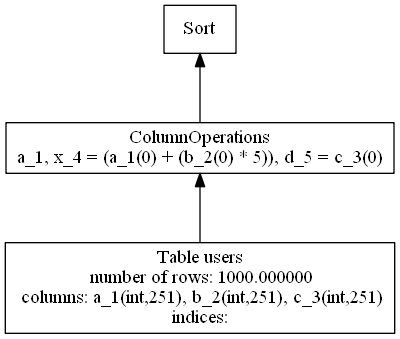 Sort
ColumnOperations
a_1, x_4 = (a_1(0) + (b_2(0) * 5)), d_5 = c_3(0)
Table users
number of rows: 1000.000000
columns: a_1(int,251), b_2(int,251), c_3(int,251)
indices: